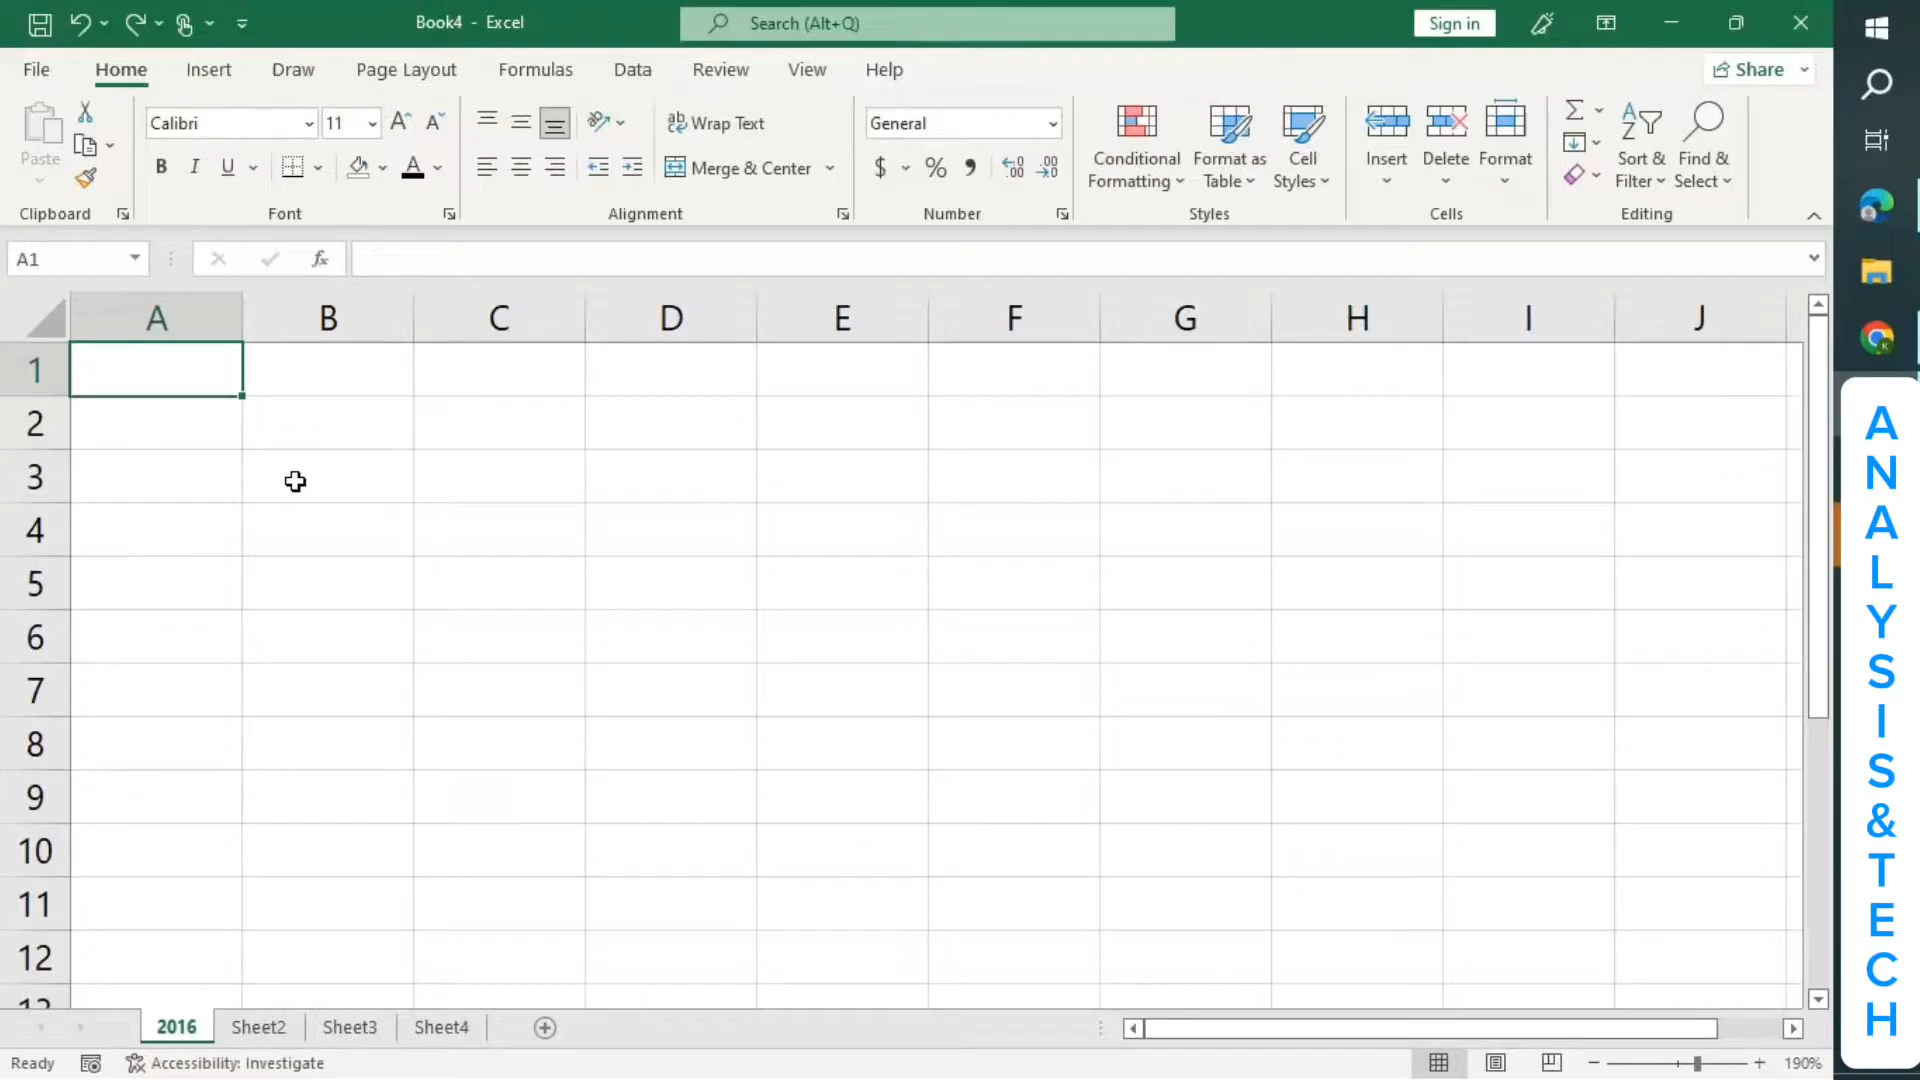 Book4 - Excel
Search (Alt+Q)
Sign in
File Home Insert Draw Page Layout Formulas Data Review View Help
Share
Paste
Clipboard
Calibri 11
B I U A
Font
ab Wrap Text
Merge & Center
Alignment
General
$ % 9 .00
Number
Conditional Formatting
Format as Table
Cell Styles
Styles
Insert
Delete
Format
Cells
Sort & Filter
Find & Select
Editing
A1
fx
A B C D E F G H I J
1
2
3
4
5
6
7
8
9
10
11
12
2016 Sheet2 Sheet3 Sheet4
Ready
Accessibility: Investigate
190%
A
N
A
L
Y
S
I
S
&
T
E
C
H